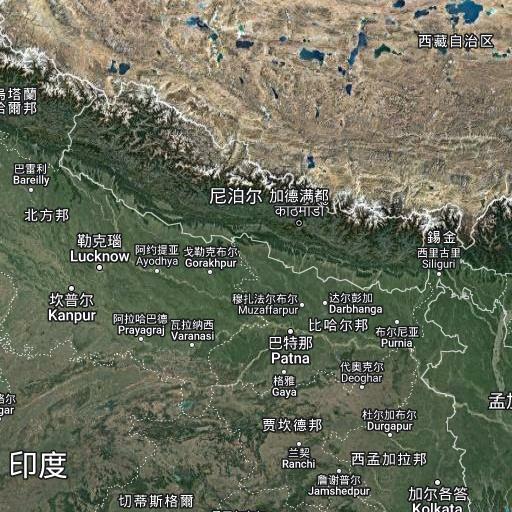 西藏自治区
烏塔蘭
哈爾邦
巴雷利
Bareilly
尼泊尔
加德满都
काठमाडौँ
北方邦
勒克瑙
Lucknow
阿约提亚
Ayodhya
戈勒克布尔
Gorakhpur
錫金
西里古里
Siliguri
坎普尔
Kanpur
穆扎法尔布尔
Muzaffarpur
达尔彭加
Darbhanga
阿拉哈巴德
Prayagraj
瓦拉纳西
Varanasi
比哈尔邦
布尔尼亚
Purnia
巴特那
Patna
代奥克尔
Deoghar
格雅
Gaya
孟加
贾坎德邦
杜尔加布尔
Durgapur
兰契
Ranchi
西孟加拉邦
印度
詹谢普尔
Jamshedpur
切蒂斯格爾
加尔各答
Kolkata